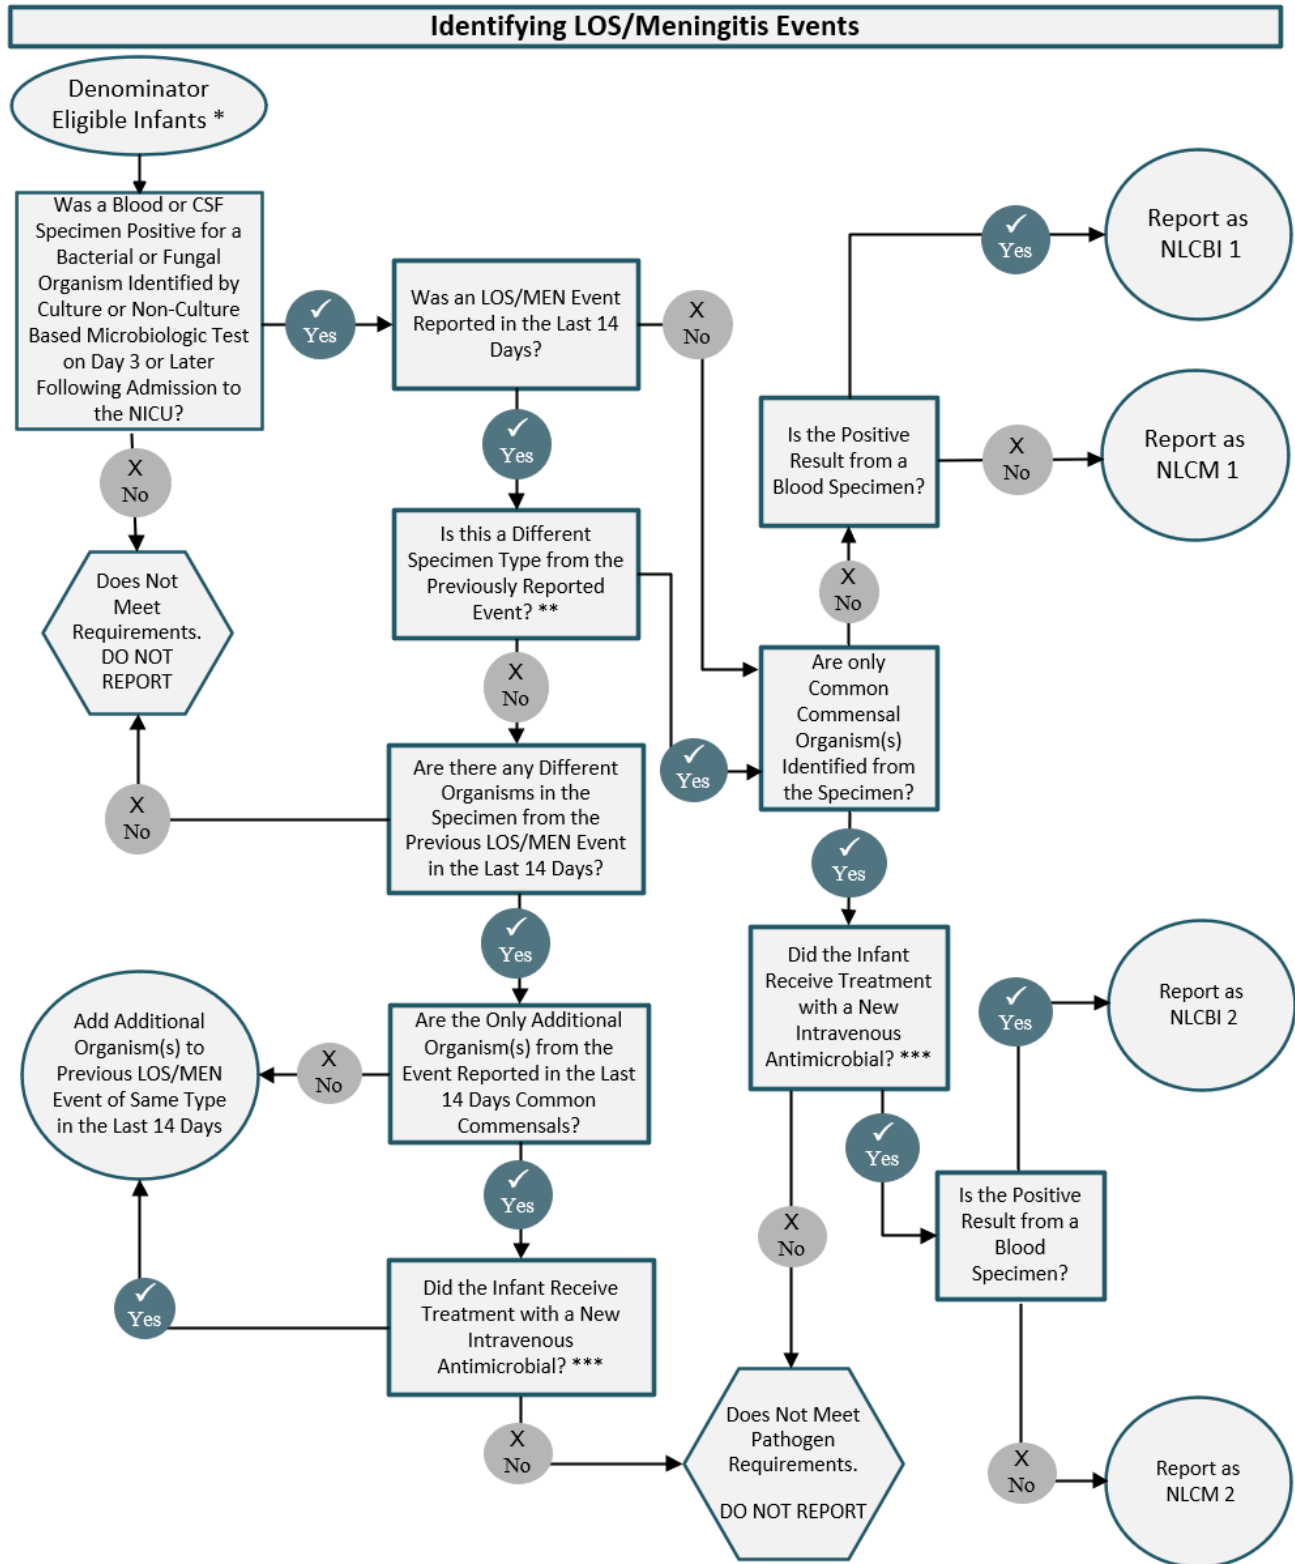 Identifying LOS/Meningitis Events
Denominator
Eligible Infants *
Was a Blood or CSF
Specimen Positive for a
Bacterial or Fungal
Organism Identified by
Culture or Non-Culture
Based Microbiologic Test
on Day 3 or Later
Following Admission to
the NICU?
✓
Yes
X
No
Does Not
Meet
Requirements.
DO NOT
REPORT
Was an LOS/MEN Event
Reported in the Last 14
Days?
X
No
✓
Yes
Is this a Different
Specimen Type from the
Previously Reported
Event? **
✓
Yes
X
No
Are there any Different
Organisms in the
Specimen from the
Previous LOS/MEN Event
in the Last 14 Days?
X
No
✓
Yes
Are the Only Additional
Organism(s) from the
Event Reported in the Last
14 Days Common
Commensals?
X
No
Add Additional
Organism(s) to
Previous LOS/MEN
Event of Same Type
in the Last 14 Days
✓
Yes
Did the Infant Receive
Treatment with a New
Intravenous
Antimicrobial? ***
✓
Yes
X
No
Are only
Common
Commensal
Organism(s)
Identified from
the Specimen?
X
No
Is the Positive
Result from a
Blood Specimen?
✓
Yes
Report as
NLCBI 1
X
No
Report as
NLCM 1
✓
Yes
Did the Infant
Receive Treatment
with a New
Intravenous
Antimicrobial? ***
X
No
Does Not Meet
Pathogen
Requirements.
DO NOT REPORT
✓
Yes
Is the Positive
Result from a
Blood
Specimen?
✓
Yes
Report as
NLCBI 2
X
No
Report as
NLCM 2